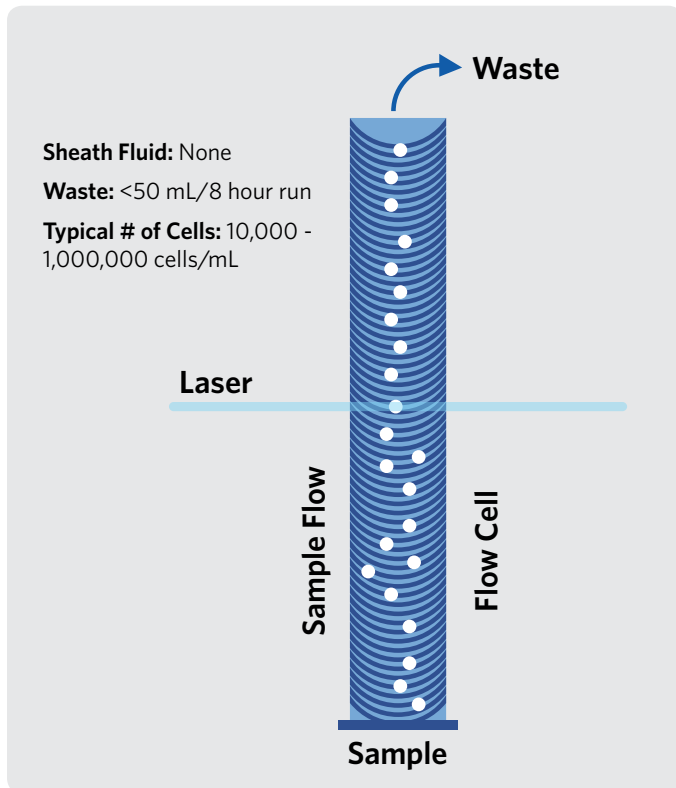 Waste
Sheath Fluid: None
Waste: <50 mL/8 hour run
Typical # of Cells: 10,000 -
1,000,000 cells/mL
Laser
Sample Flow
Flow Cell
Sample